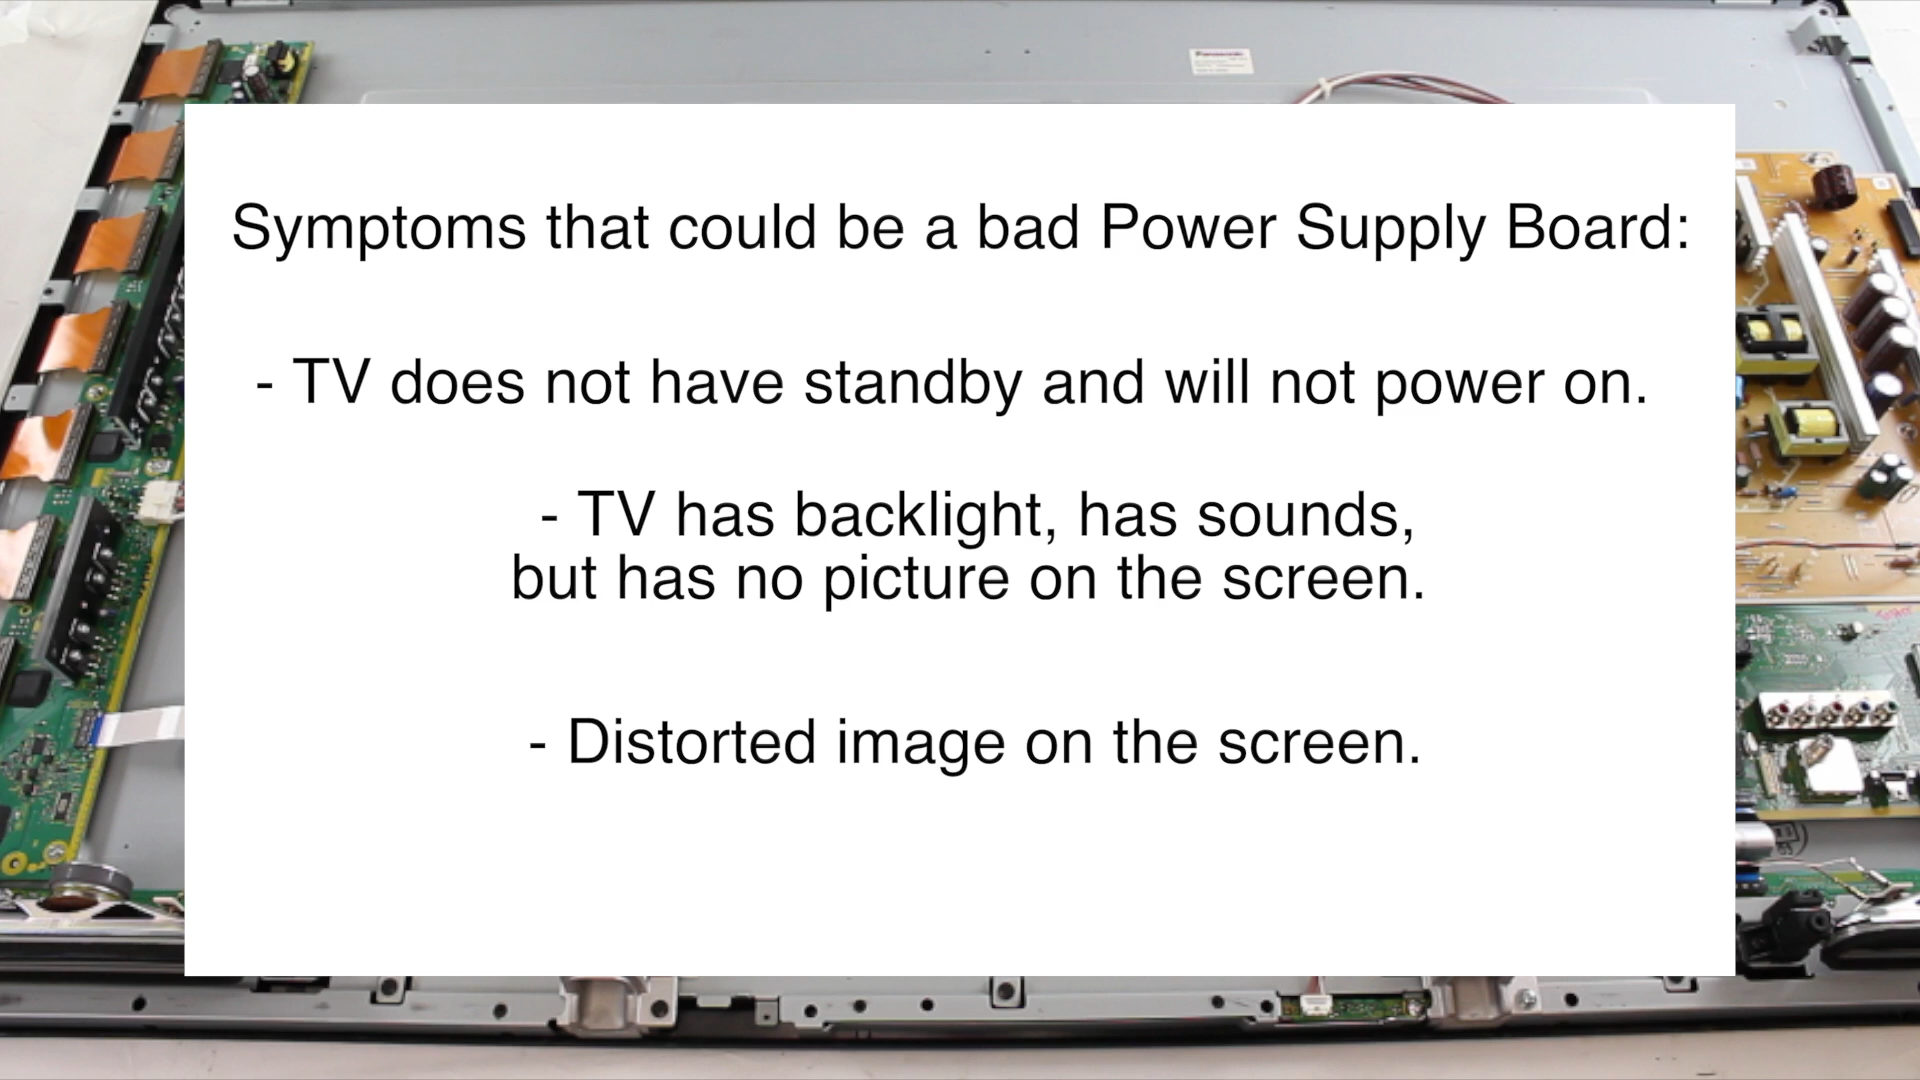 Panasonic
Symptoms that could be a bad Power Supply Board:
- TV does not have standby and will not power on.
- TV has backlight, has sounds,
but has no picture on the screen.
- Distorted image on the screen.